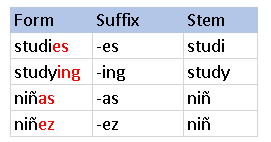 Form Suffix Stem
studies -es studi
studying -ing study
niñas -as niñ
niñez -ez niñ